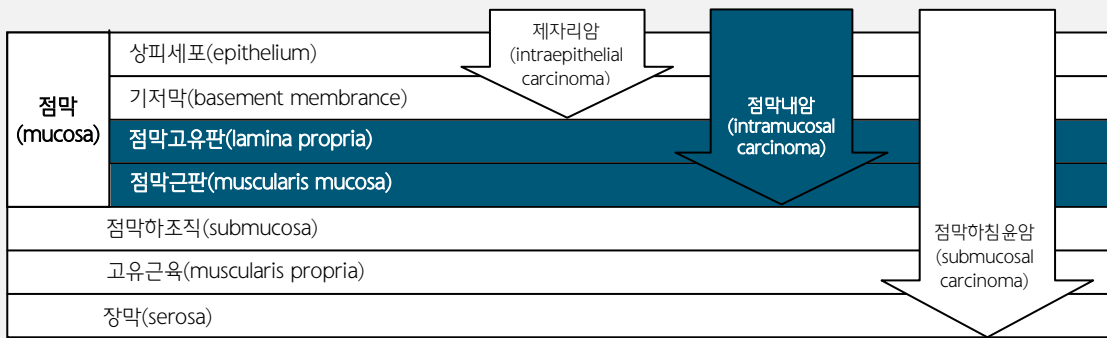 제자리암
(intraepithelial
carcinoma)
상피세포(epithelium)
기저막(basement membrance)
점막
(mucosa)
점막내암
(intramucosal
carcinoma)
점막고유판(lamina propria)
점막근판(muscularis mucosa)
점막하조직(submucosa)
점막하침윤암
(submucosal
carcinoma)
고유근육(muscularis propria)
장막(serosa)